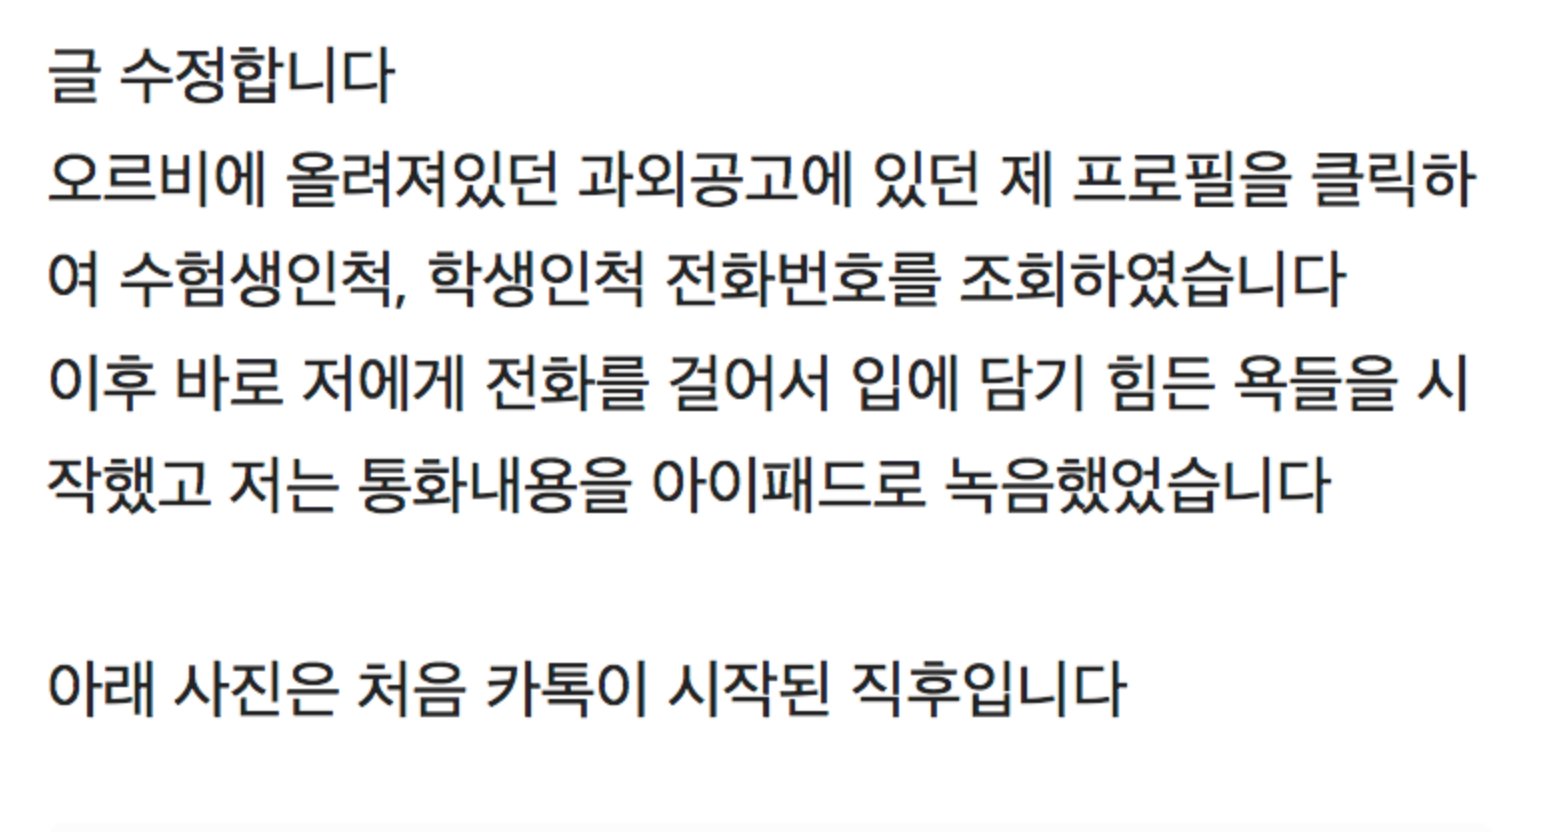 글 수정합니다
오르비에 올려져있던 과외공고에 있던 제 프로필을 클릭하
여 수험생인척, 학생인척 전화번호를 조회하였습니다
이후 바로 저에게 전화를 걸어서 입에 담기 힘든 욕들을 시
작했고 저는 통화내용을 아이패드로 녹음했었습니다
아래 사진은 처음 카톡이 시작된 직후입니다